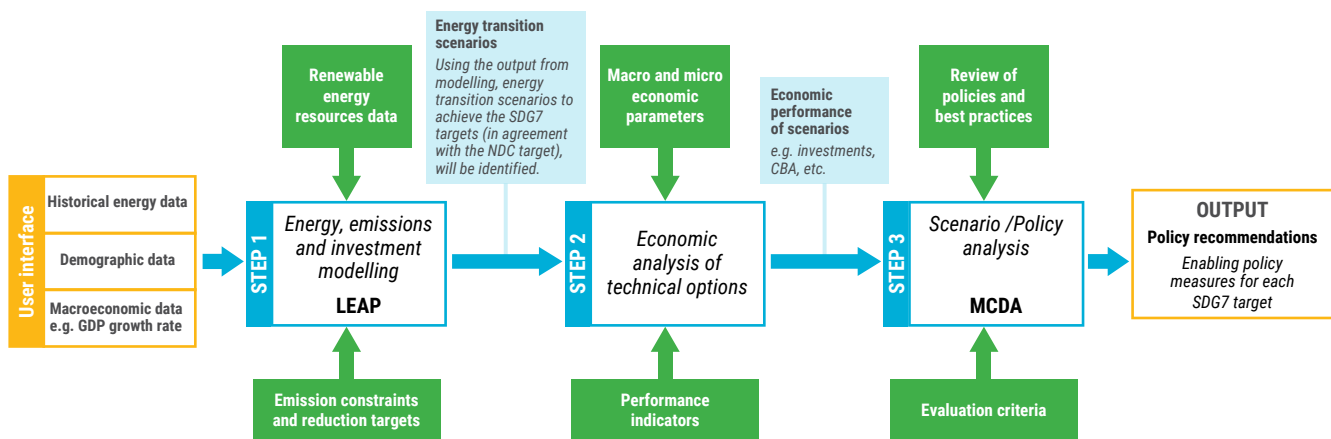 User interface
Historical energy data
Demographic data
Macroeconomic data
e.g. GDP growth rate
Renewable
energy
resources data
STEP 1
Energy, emissions
and investment
modelling
LEAP
Emission constraints
and reduction targets
Energy transition
scenarios
Using the output from
modelling, energy
transition scenarios to
achieve the SDG7
targets (in agreement
with the NDC target),
will be identified.
Macro and micro
economic
parameters
STEP 2
Economic
analysis of
technical options
Performance
indicators
Economic
performance
of scenarios
e.g. investments,
CBA, etc.
Review of
policies and
best practices
STEP 3
Scenario /Policy
analysis
MCDA
Evaluation criteria
OUTPUT
Policy recommendations
Enabling policy
measures for each
SDG7 target